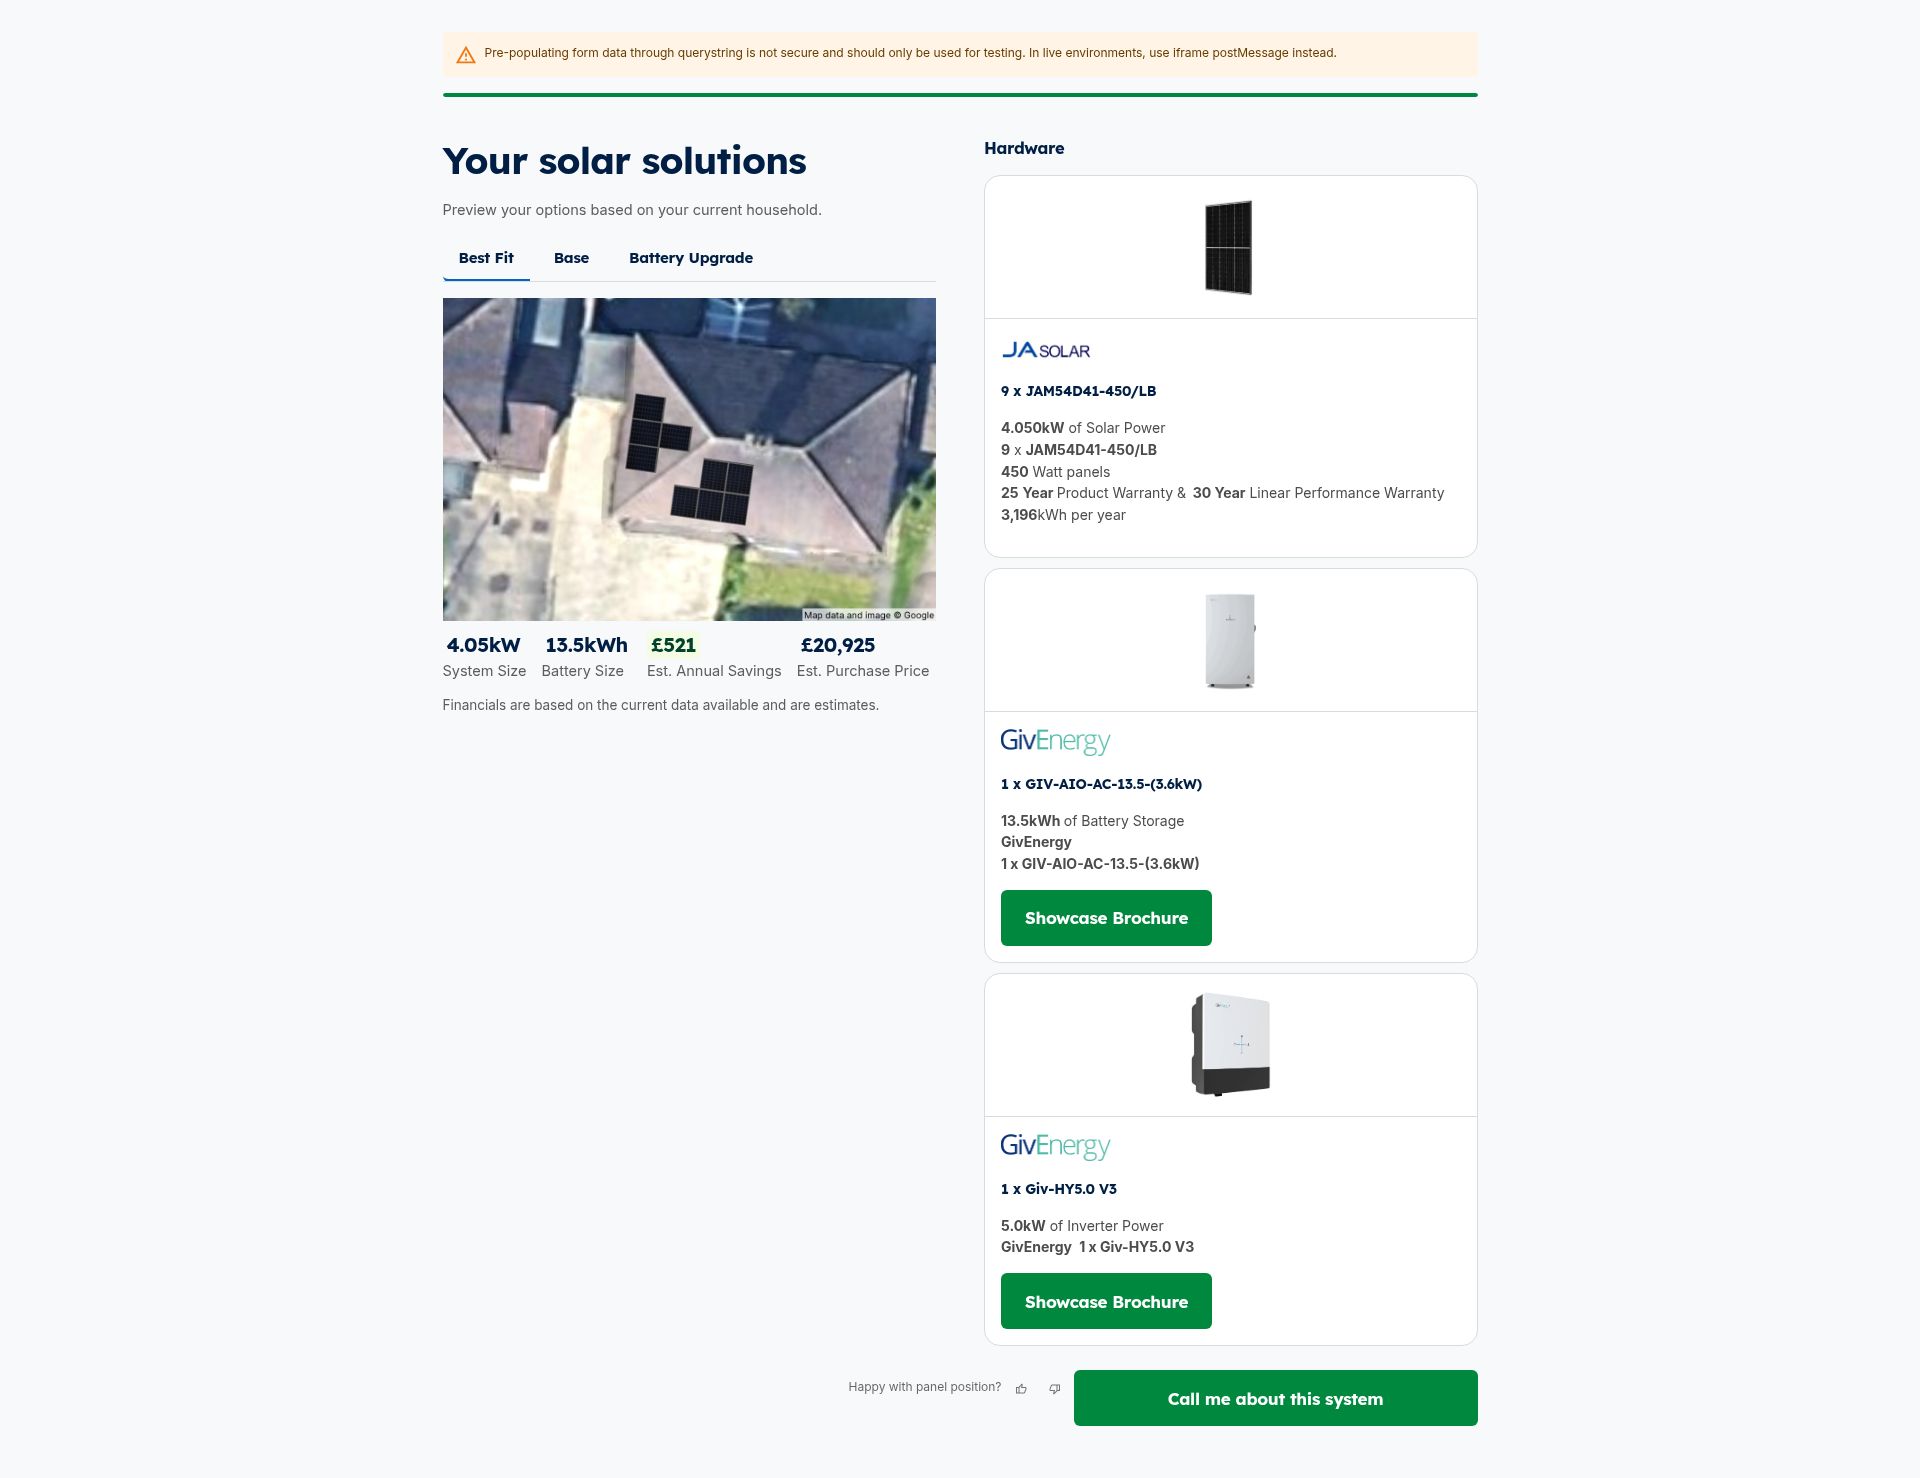 Pre-populating form data through querystring is not secure and should only be used for testing. In live environments, use iframe postMessage instead.
Your solar solutions
Preview your options based on your current household.
Best Fit
Base
Battery Upgrade
Map data and image © Google
4.05kW
System Size
13.5kWh
Battery Size
£521
Est. Annual Savings
£20,925
Est. Purchase Price
Financials are based on the current data available and are estimates.
Hardware
JA SOLAR
9 x JAM54D41-450/LB
4.050kW of Solar Power
9 x JAM54D41-450/LB
450 Watt panels
25 Year Product Warranty & 30 Year Linear Performance Warranty
3,196kWh per year
GivEnergy
1 x GIV-AIO-AC-13.5-(3.6kW)
13.5kWh of Battery Storage
GivEnergy
1 x GIV-AIO-AC-13.5-(3.6kW)
Showcase Brochure
GivEnergy
1 x Giv-HY5.0 V3
5.0kW of Inverter Power
GivEnergy 1 x Giv-HY5.0 V3
Showcase Brochure
Happy with panel position?
Call me about this system